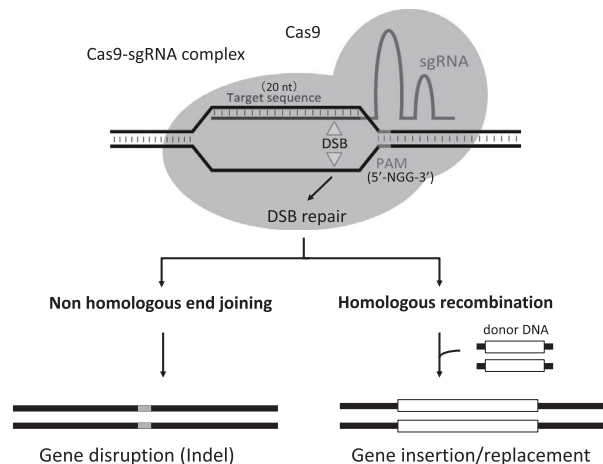 Cas9
Cas9-sgRNA complex
sgRNA
(20 nt)
Target sequence
DSB
PAM
(5′-NGG-3′)
DSB repair
Non homologous end joining
Homologous recombination
donor DNA
Gene disruption (Indel)
Gene insertion/replacement